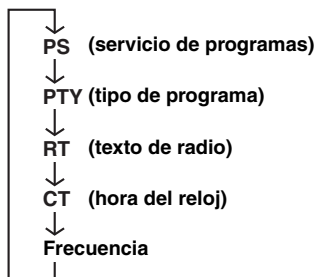 PS (servicio de programas)
PTY (tipo de programa)
RT (texto de radio)
CT (hora del reloj)
Frecuencia